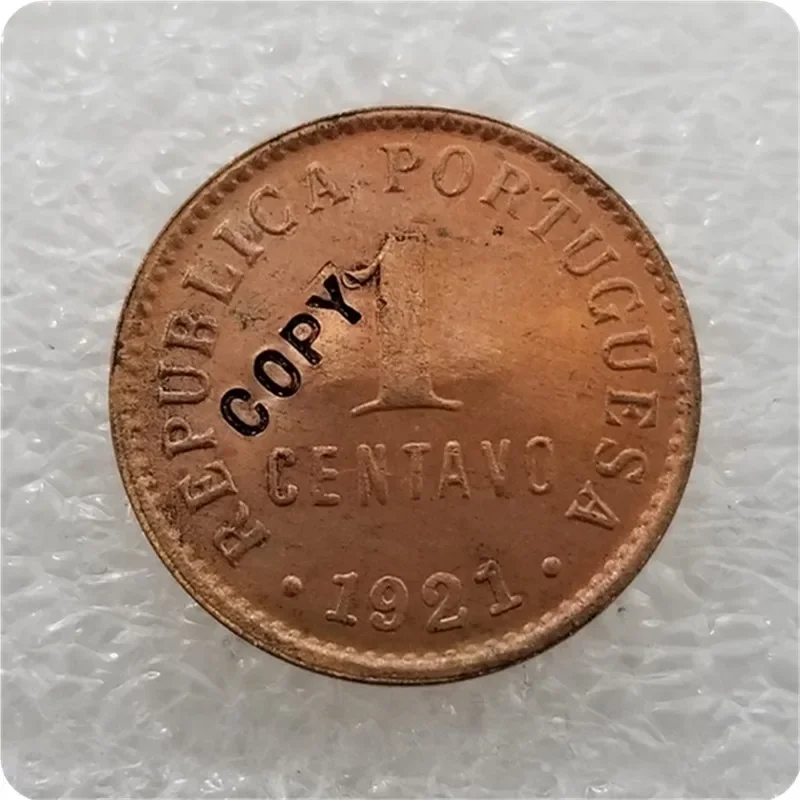 REPUBLICA PORTUGUESA
1
COPY
CENTAVO
• 1921 •